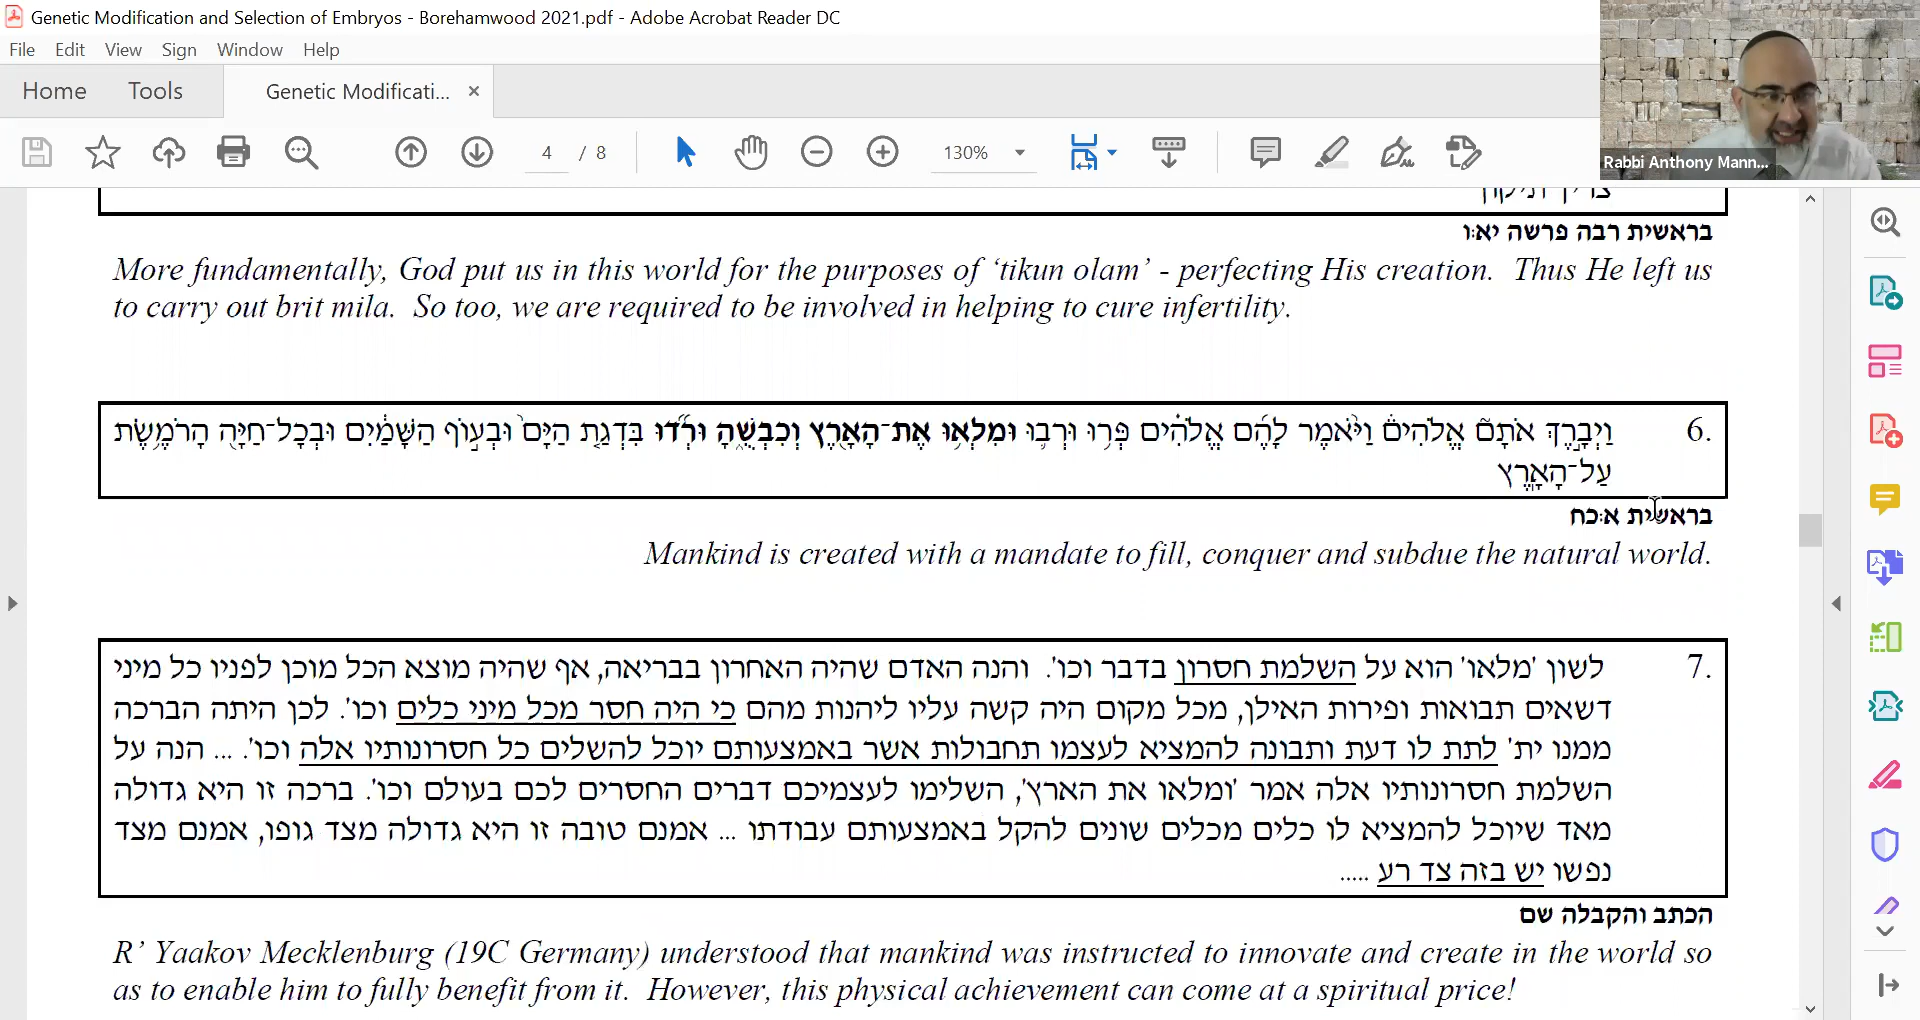 Genetic Modification and Selection of Embryos - Borehamwood 2021.pdf - Adobe Acrobat Reader DC
File Edit View Sign Window Help
Home Tools Genetic Modificati... ×
4 / 8 130%
Rabbi Anthony Mann...
צריך תיקון
בראשית רבה פרשה יא:ו
More fundamentally, God put us in this world for the purposes of ‘tikun olam’ - perfecting His creation. Thus He left us
to carry out brit mila. So too, we are required to be involved in helping to cure infertility.
6. וַיְבָ֣רֶךְ אֹתָם֮ אֱלֹהִים֒ וַיֹּ֨אמֶר לָהֶ֜ם אֱלֹהִ֗ים פְּר֥וּ וּרְב֛וּ וּמִלְא֥וּ אֶת־הָאָ֖רֶץ וְכִבְשֻׁ֑הָ וּרְד֞וּ בִּדְגַ֤ת הַיָּם֙ וּבְע֣וֹף הַשָּׁמַ֔יִם וּבְכָל־חַיָּ֖ה הָרֹמֶ֥שֶׂת
עַל־הָאָֽרֶץ
בראשית א:כח
Mankind is created with a mandate to fill, conquer and subdue the natural world.
7. לשון 'מלאו' הוא על השלמת חסרון בדבר וכו'. והנה האדם שהיה האחרון בבריאה, אף שהיה מוצא הכל מוכן לפניו כל מיני
דשאים תבואות ופירות האילן, מכל מקום היה קשה עליו ליהנות מהם כי היה חסר מכל מיני כלים וכו'. לכן היתה הברכה
ממנו ית' לתת לו דעת ותבונה להמציא לעצמו תחבולות אשר באמצעותם יוכל להשלים כל חסרונותיו אלה וכו'. ... הנה על
השלמת חסרונותיו אלה אמר 'ומלאו את הארץ', השלימו לעצמיכם דברים החסרים לכם בעולם וכו'. ברכה זו היא גדולה
מאד שיוכל להמציא לו כלים מכלים שונים להקל באמצעותם עבודתו ... אמנם טובה זו היא גדולה מצד גופו, אמנם מצד
נפשו יש בזה צד רע .....
הכתב והקבלה שם
R’ Yaakov Mecklenburg (19C Germany) understood that mankind was instructed to innovate and create in the world so
as to enable him to fully benefit from it. However, this physical achievement can come at a spiritual price!